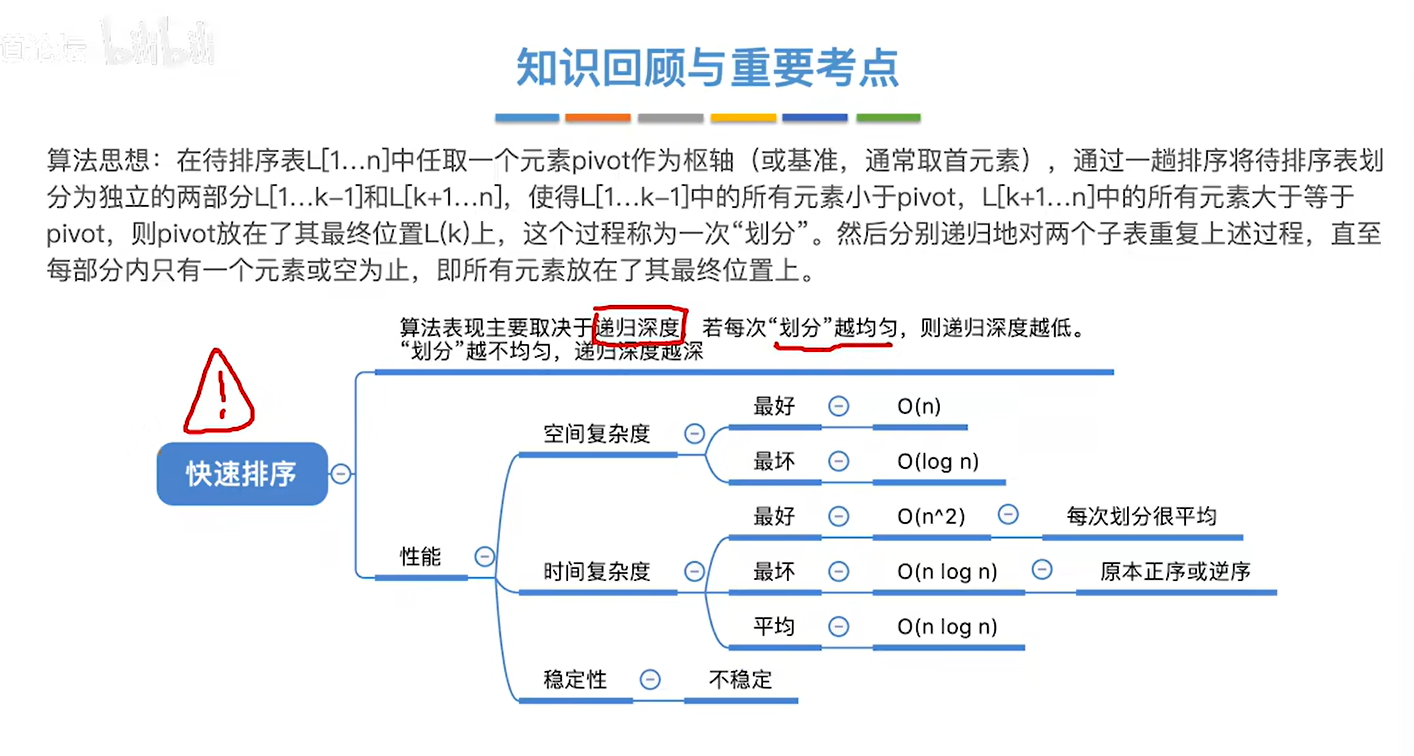 bilibili
知识回顾与重要考点
算法思想：在待排序表L[1…n]中任取一个元素pivot作为枢轴（或基准，通常取首元素），通过一趟排序将待排序表划
分为独立的两部分L[1…k−1]和L[k+1…n]，使得L[1…k−1]中的所有元素小于pivot，L[k+1…n]中的所有元素大于等于
pivot，则pivot放在了其最终位置L(k)上，这个过程称为一次“划分”。然后分别递归地对两个子表重复上述过程，直至
每部分内只有一个元素或空为止，即所有元素放在了其最终位置上。
算法表现主要取决于递归深度，若每次“划分”越均匀，则递归深度越低。
“划分”越不均匀，递归深度越深
快速排序
性能
空间复杂度
最好 O(n)
最坏 O(log n)
时间复杂度
最好 O(n^2) 每次划分很平均
最坏 O(n log n) 原本正序或逆序
平均 O(n log n)
稳定性 不稳定